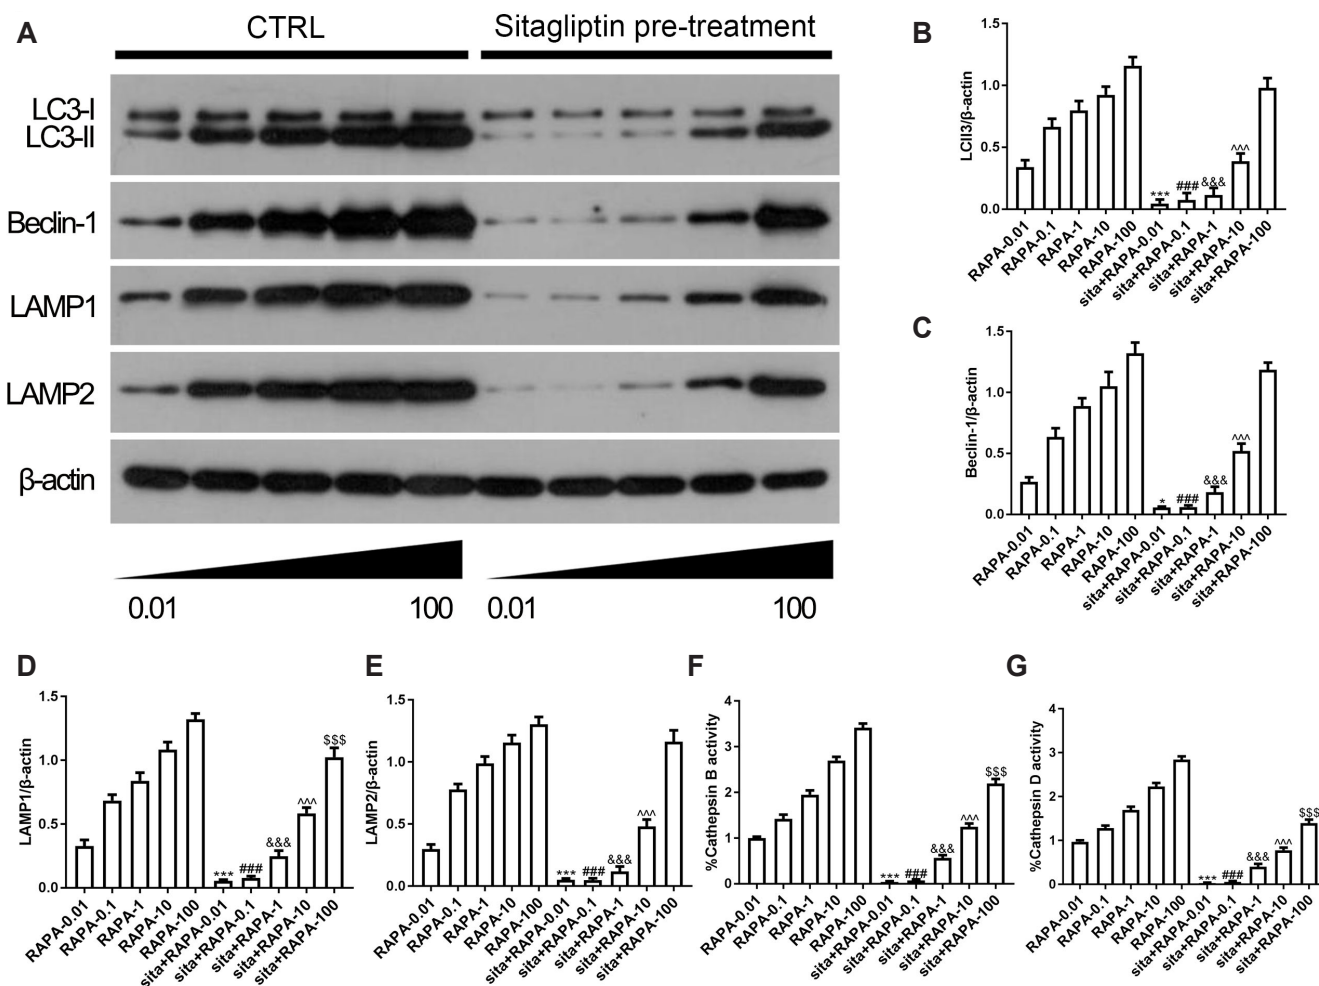 A
CTRL
Sitagliptin pre-treatment
LC3-I
LC3-II
Beclin-1
LAMP1
LAMP2
β-actin
0.01
100
0.01
100
B
LCII3/β-actin
1.5
1.0
0.5
0.0
***
###
&&&
^^^
RAPA-0.01
RAPA-0.1
RAPA-1
RAPA-10
RAPA-100
sita+RAPA-0.01
sita+RAPA-0.1
sita+RAPA-1
sita+RAPA-10
sita+RAPA-100
C
Beclin-1/β-actin
1.5
1.0
0.5
0.0
*
###
&&&
^^^
RAPA-0.01
RAPA-0.1
RAPA-1
RAPA-10
RAPA-100
sita+RAPA-0.01
sita+RAPA-0.1
sita+RAPA-1
sita+RAPA-10
sita+RAPA-100
D
LAMP1/β-actin
1.5
1.0
0.5
0.0
***
###
&&&
^^^
$$$
RAPA-0.01
RAPA-0.1
RAPA-1
RAPA-10
RAPA-100
sita+RAPA-0.01
sita+RAPA-0.1
sita+RAPA-1
sita+RAPA-10
sita+RAPA-100
E
LAMP2/β-actin
1.5
1.0
0.5
0.0
***
###
&&&
^^^
RAPA-0.01
RAPA-0.1
RAPA-1
RAPA-10
RAPA-100
sita+RAPA-0.01
sita+RAPA-0.1
sita+RAPA-1
sita+RAPA-10
sita+RAPA-100
F
%Cathepsin B activity
4
3
2
1
0
***
###
&&&
^^^
$$$
RAPA-0.01
RAPA-0.1
RAPA-1
RAPA-10
RAPA-100
sita+RAPA-0.01
sita+RAPA-0.1
sita+RAPA-1
sita+RAPA-10
sita+RAPA-100
G
%Cathepsin D activity
4
3
2
1
0
***
###
&&&
^^^
$$$
RAPA-0.01
RAPA-0.1
RAPA-1
RAPA-10
RAPA-100
sita+RAPA-0.01
sita+RAPA-0.1
sita+RAPA-1
sita+RAPA-10
sita+RAPA-100